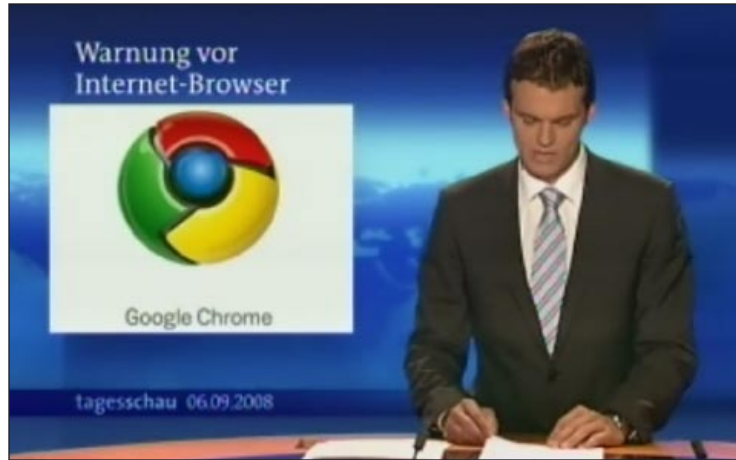 Warnung vor
Internet-Browser
Google Chrome
tagesschau 06.09.2008